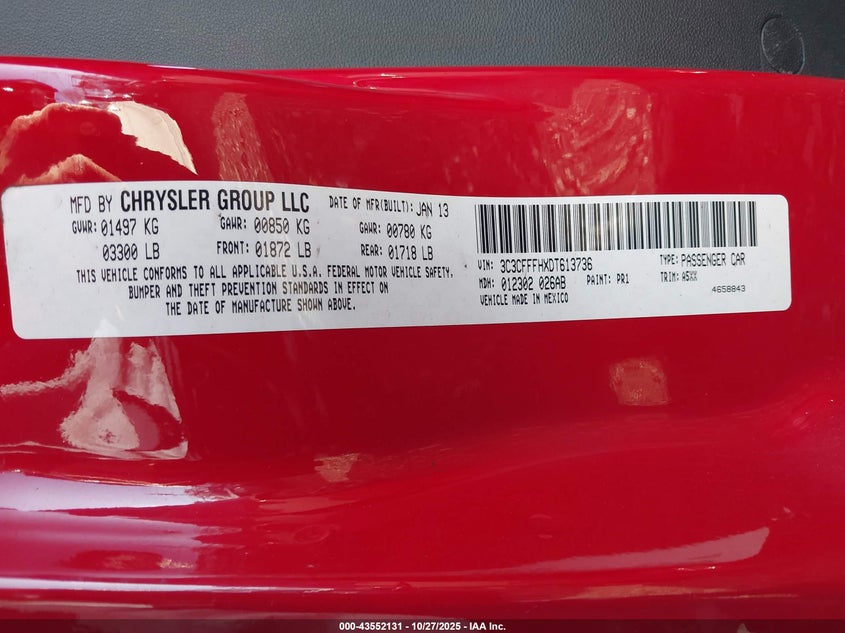 MFD BY CHRYSLER GROUP LLC DATE OF MFR(BUILT): JAN 13
GVWR: 01497 KG GAWR: 00850 KG GAWR: 00780 KG
03300 LB FRONT: 01872 LB REAR: 01718 LB
THIS VEHICLE CONFORMS TO ALL APPLICABLE U.S.A. FEDERAL MOTOR VEHICLE SAFETY,
BUMPER AND THEFT PREVENTION STANDARDS IN EFFECT ON
THE DATE OF MANUFACTURE SHOWN ABOVE.
VIN: 3C3CFFFHXDT613736 TYPE: PASSENGER CAR
MDH: 012302 026AB PAINT: PR1 TRIM: A5XX
VEHICLE MADE IN MEXICO 4658843
000-43552131 - 10/27/2025 - IAA Inc.